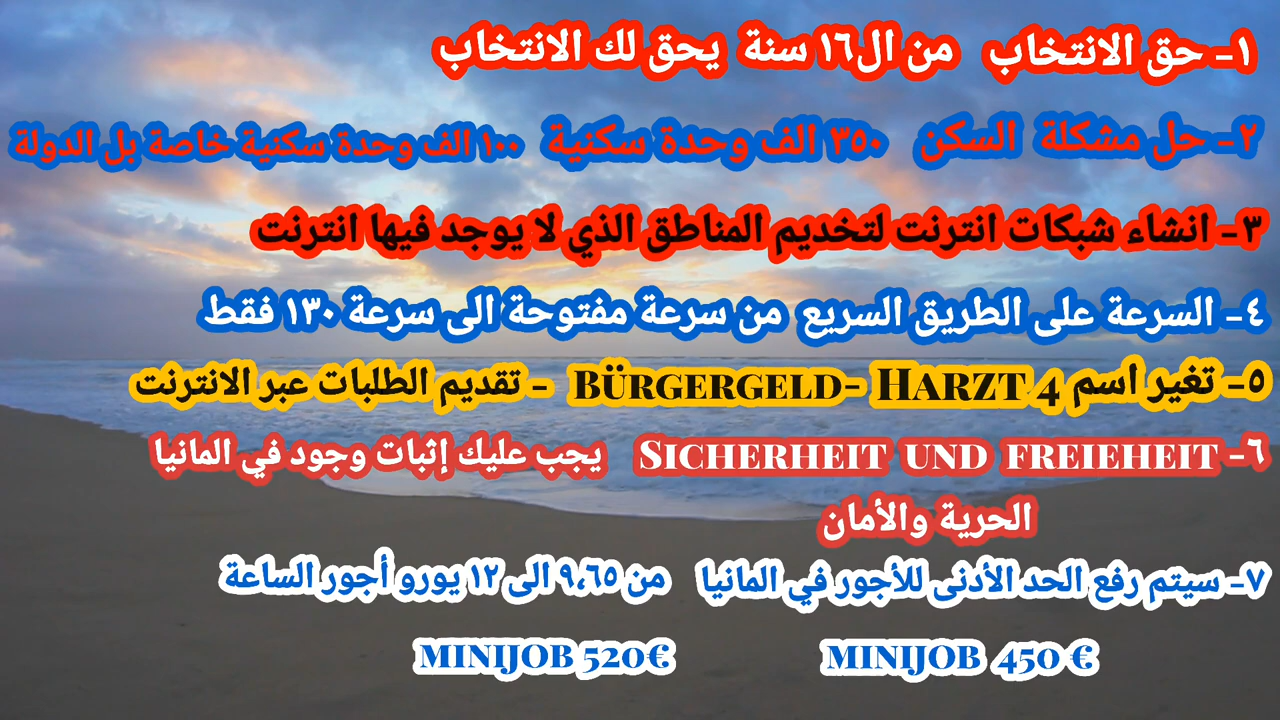 ١- حق الانتخاب من ال١٦ سنة يحق لك الانتخاب
٢- حل مشكلة السكن ٣٥٠ الف وحدة سكنية ١٠٠ الف وحدة سكنية خاصة بل الدولة
٣- انشاء شبكات انترنت لتخديم المناطق الذي لا يوجد فيها انترنت
٤- السرعة على الطريق السريع من سرعة مفتوحة الى سرعة ١٣٠ فقط
٥- تغير اسم Harzt 4 -Bürgergeld - تقديم الطلبات عبر الانترنت
٦- Sicherheit und freieheit يجب عليك إثبات وجود في المانيا
الحرية والأمان
٧- سيتم رفع الحد الأدنى للأجور في المانيا من ٩،٦٥ الى ١٢ يورو أجور الساعة
minijob 450 € minijob 520€